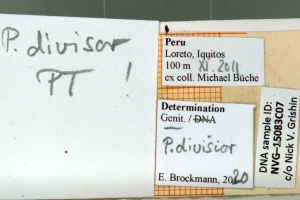 P. divisor
PT !
Peru
Loreto, Iquitos
100 m XI. 2011
ex coll. Michael Büche
Determination
Genit. / DNA
P. divisior
E. Brockmann, 2020
DNA sample ID:
NVG-15083C07
c/o Nick V. Grishin